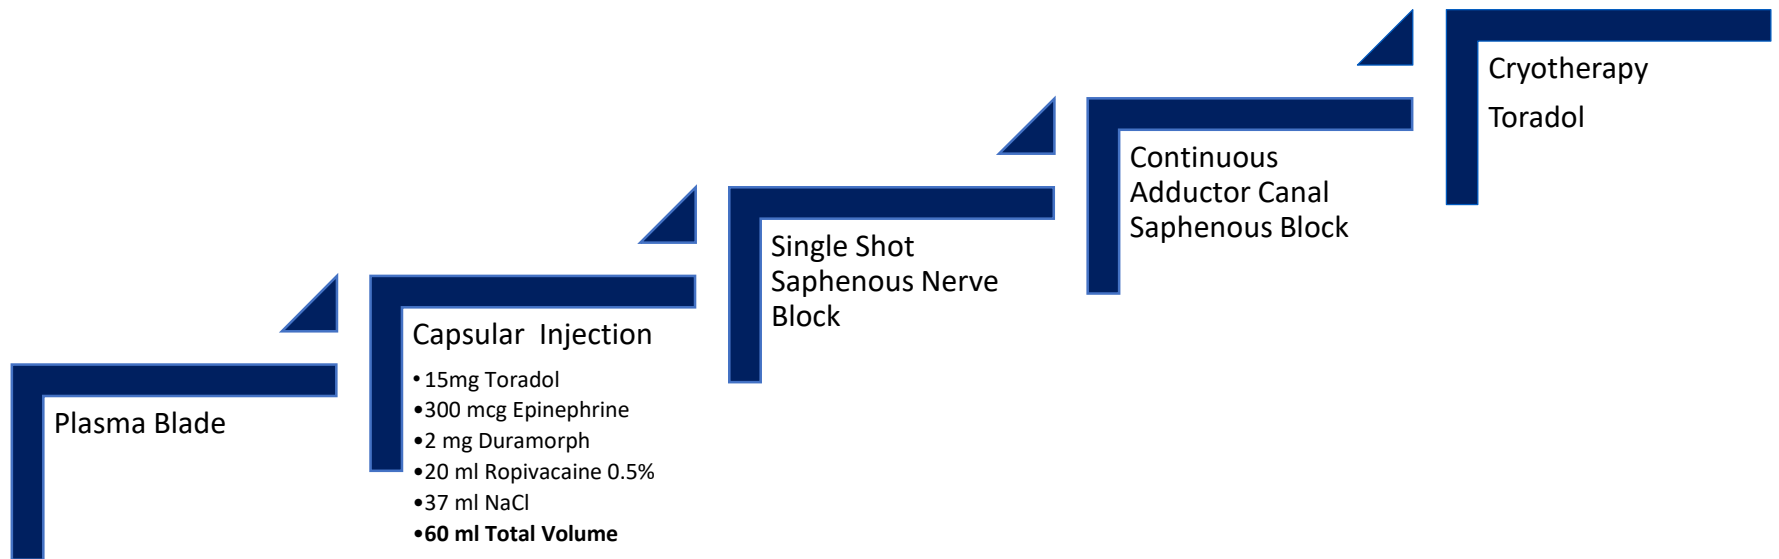 Plasma Blade
Capsular  Injection
•15mg Toradol
•300 mcg Epinephrine
•2 mg Duramorph
•20 ml Ropivacaine 0.5%
•37 ml NaCl
•60 ml Total Volume
Single Shot
Saphenous Nerve
Block
Continuous
Adductor Canal
Saphenous Block
Cryotherapy
Toradol